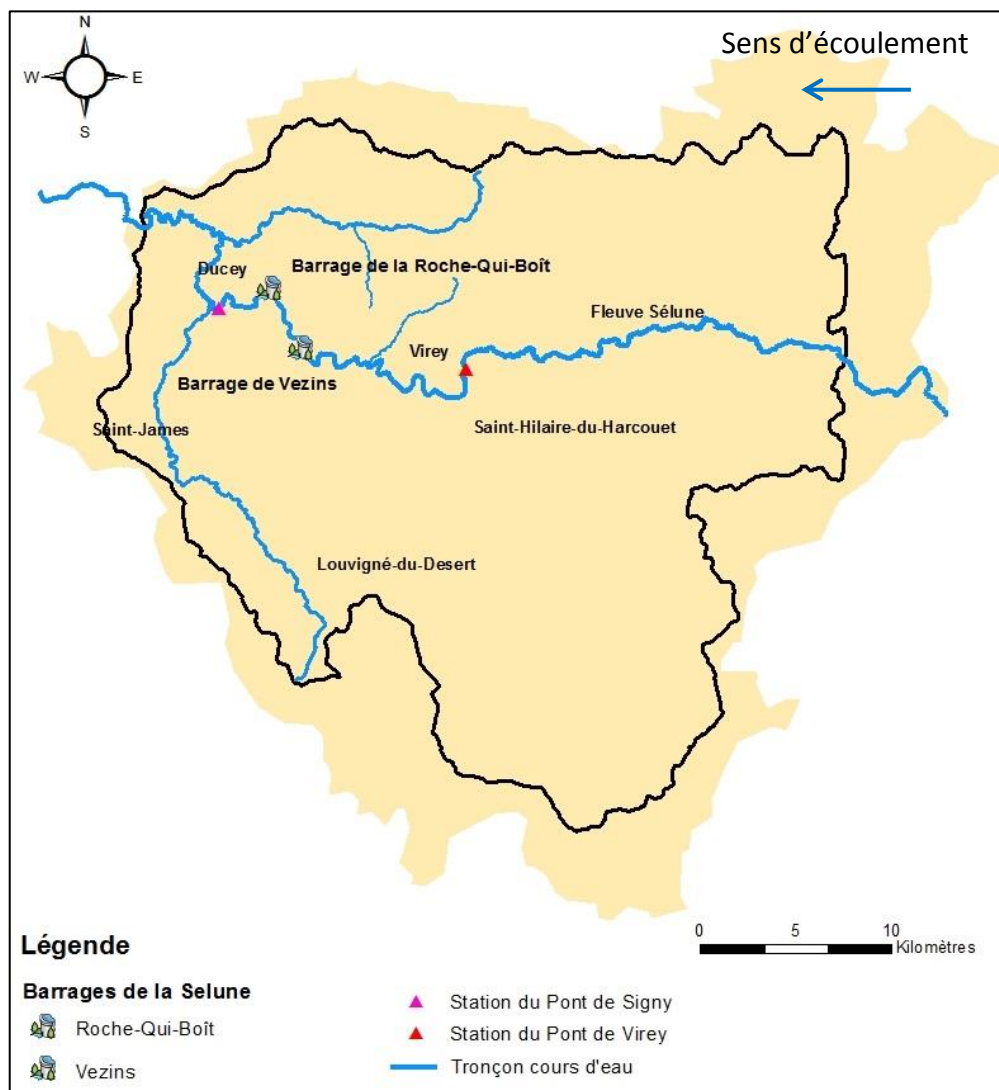 N
Sens d'écoulement
W E
S
Ducey
Barrage de la Roche-Qui-Boît
Fleuve Sélune
Virey
Barrage de Vezins
Saint-James
Saint-Hilaire-du-Harcouet
Louvigné-du-Desert
0 5 10
Kilomètres
Légende
Barrages de la Selune
Roche-Qui-Boît
Vezins
Station du Pont de Signy
Station du Pont de Virey
Tronçon cours d'eau